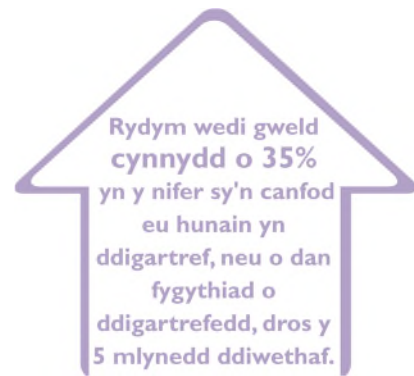 Rydym wedi gweld
cynnydd o 35%
yn y nifer sy'n canfod
eu hunain yn
ddigartref, neu o dan
fygythiad o
ddigartrefedd, dros y
5 mlynedd ddiwethaf.